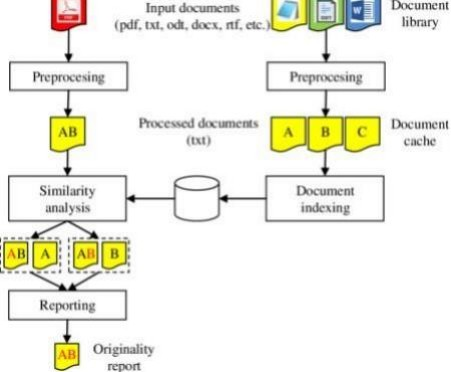 Input documents
(pdf, txt, odt, docx, rtf, etc.)
Document
library
Preprocesing
Preprocesing
AB
Processed documents
(txt)
A
B
C
Document
cache
Similarity
analysis
Document
indexing
AB
A
AB
B
Reporting
AB
Originality
report